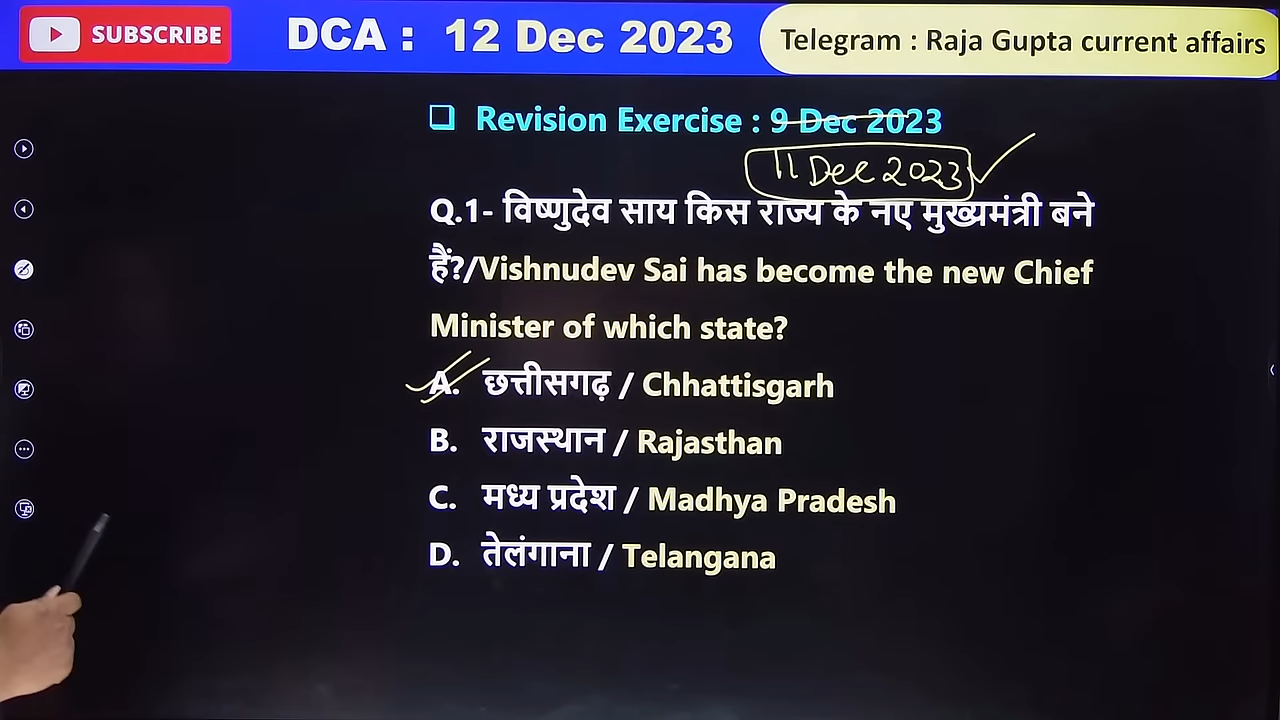 SUBSCRIBE
DCA : 12 Dec 2023
Telegram : Raja Gupta current affairs
Revision Exercise : 9 Dec 2023
11 Dec 2023
Q.1- विष्णुदेव साय किस राज्य के नए मुख्यमंत्री बने
हैं?/Vishnudev Sai has become the new Chief
Minister of which state?
A. छत्तीसगढ़ / Chhattisgarh
B. राजस्थान / Rajasthan
C. मध्य प्रदेश / Madhya Pradesh
D. तेलंगाना / Telangana